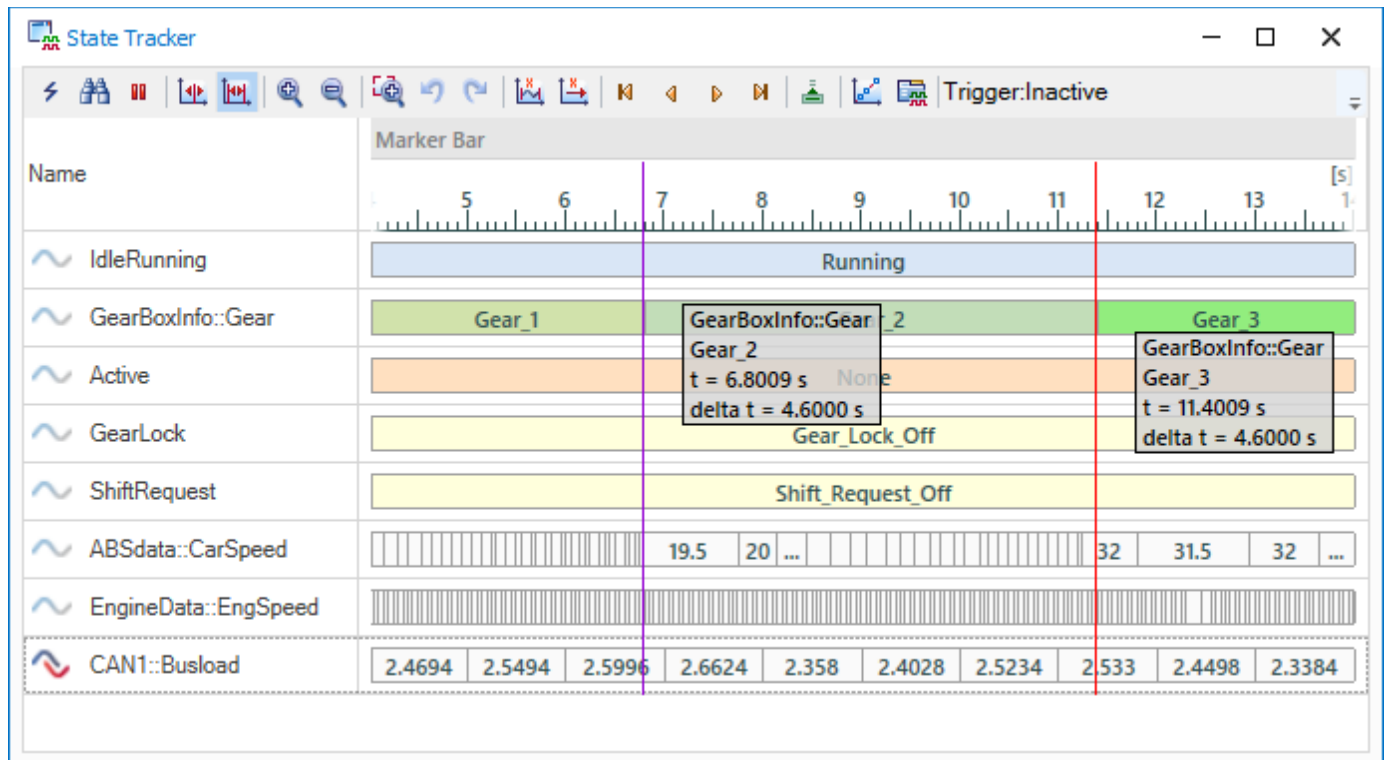 State Tracker
Trigger:Inactive
Marker Bar
Name
[s]
5 6 7 8 9 10 11 12 13
IdleRunning
Running
GearBoxInfo::Gear
Gear_1
Gear_3
GearBoxInfo::Gear
Gear_2
t = 6.8009 s
delta t = 4.6000 s
GearBoxInfo::Gear
Gear_3
t = 11.4009 s
delta t = 4.6000 s
Active
None
GearLock
Gear_Lock_Off
ShiftRequest
Shift_Request_Off
ABSdata::CarSpeed
19.5 20 ... 32 31.5 32 ...
EngineData::EngSpeed
CAN1::Busload
2.4694 2.5494 2.5996 2.6624 2.358 2.4028 2.5234 2.533 2.4498 2.3384